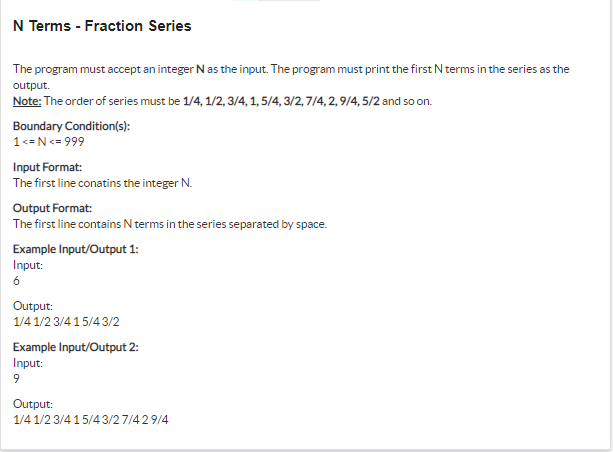 N Terms - Fraction Series
The program must accept an integer N as the input. The program must print the first N terms in the series as the
output.
Note: The order of series must be 1/4, 1/2, 3/4, 1, 5/4, 3/2, 7/4, 2, 9/4, 5/2 and so on.
Boundary Condition(s):
1 <= N <= 999
Input Format:
The first line conatins the integer N.
Output Format:
The first line contains N terms in the series separated by space.
Example Input/Output 1:
Input:
6
Output:
1/4 1/2 3/4 1 5/4 3/2
Example Input/Output 2:
Input:
9
Output:
1/4 1/2 3/4 1 5/4 3/2 7/4 2 9/4